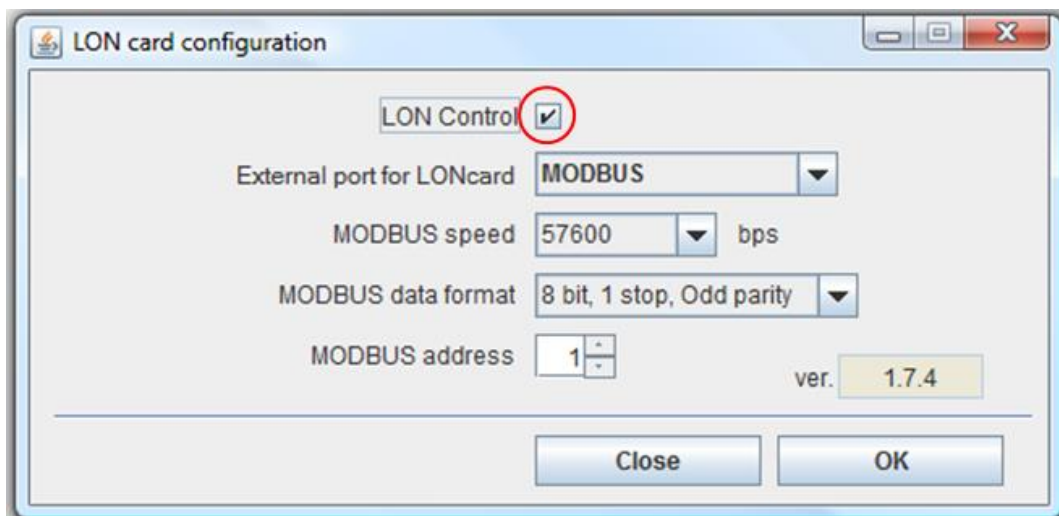 LON card configuration
LON Control
External port for LONcard MODBUS
MODBUS speed 57600 bps
MODBUS data format 8 bit, 1 stop, Odd parity
MODBUS address 1
ver. 1.7.4
Close OK